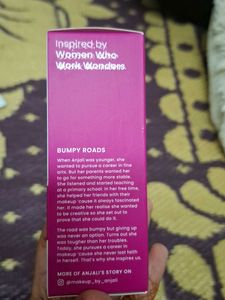 Inspired by
Women Who
Work Wonders
BUMPY ROADS
When Anjali was younger, she
wanted to pursue a career in fine
arts. But her parents wanted her
to go for something more stable.
She listened and started teaching
at a primary school. In her free time,
she helped her friends with their
makeup 'cause it always fascinated
her. It made her realise she wanted
to be creative so she set out to
prove that she could do it.
The road was bumpy but giving up
was never an option. Turns out she
was tougher than her troubles.
Today, she pursues a career in
makeup 'cause she never lost faith
in herself. That's why she inspires us.
MORE OF ANJALI'S STORY ON
@makeup_by_anjali